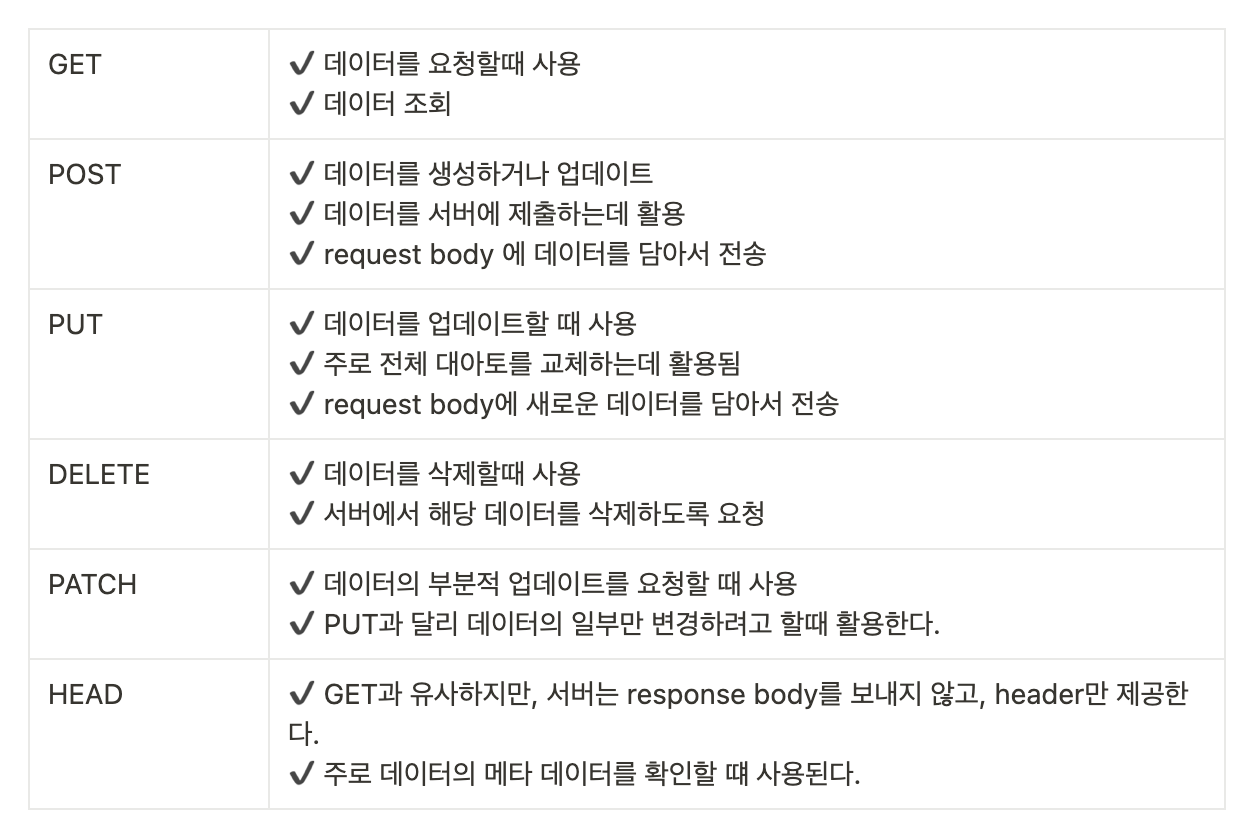 GET
✔ 데이터를 요청할때 사용
✔ 데이터 조회
POST
✔ 데이터를 생성하거나 업데이트
✔ 데이터를 서버에 제출하는데 활용
✔ request body 에 데이터를 담아서 전송
PUT
✔ 데이터를 업데이트할 때 사용
✔ 주로 전체 대아토를 교체하는데 활용됨
✔ request body에 새로운 데이터를 담아서 전송
DELETE
✔ 데이터를 삭제할때 사용
✔ 서버에서 해당 데이터를 삭제하도록 요청
PATCH
✔ 데이터의 부분적 업데이트를 요청할 때 사용
✔ PUT과 달리 데이터의 일부만 변경하려고 할때 활용한다.
HEAD
✔ GET과 유사하지만, 서버는 response body를 보내지 않고, header만 제공한
다.
✔ 주로 데이터의 메타 데이터를 확인할 떄 사용된다.